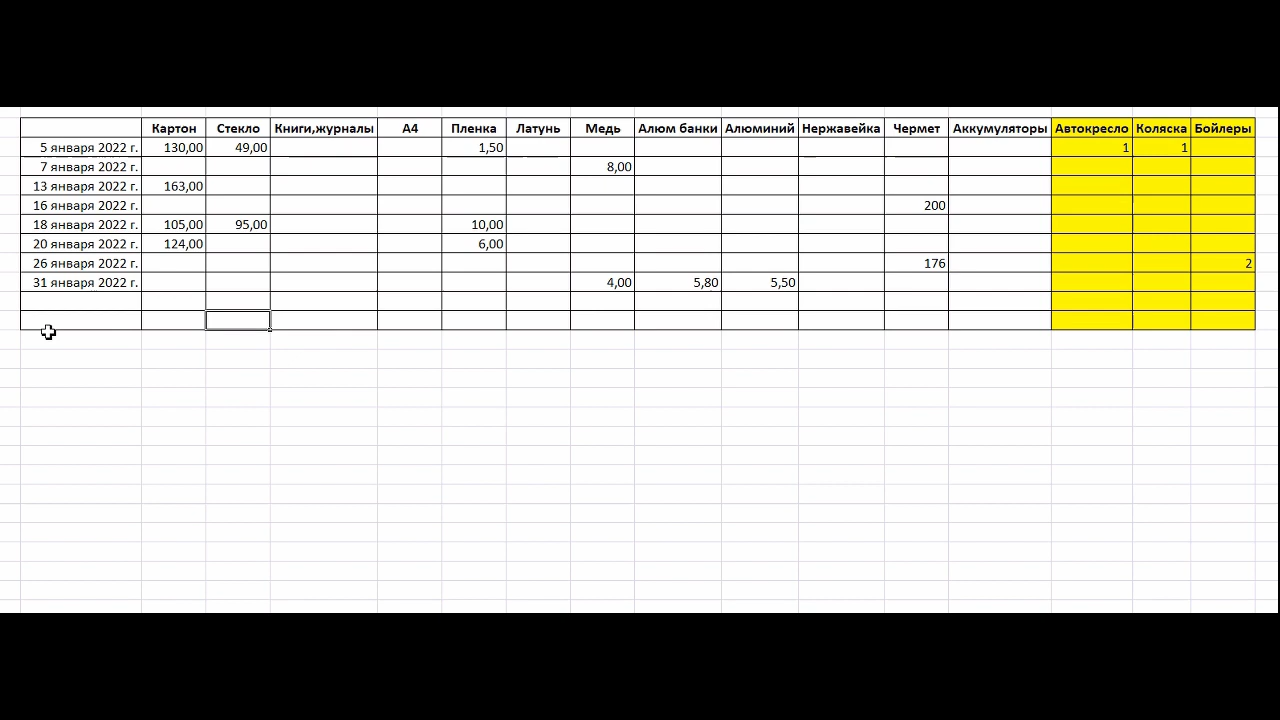 Картон Стекло Книги,журналы А4 Пленка Латунь Медь Алюм банки Алюминий Нержавейка Чермет Аккумуляторы Автокресло Коляска Бойлеры
5 января 2022 г. 130,00 49,00 1,50 1 1
7 января 2022 г. 8,00
13 января 2022 г. 163,00
16 января 2022 г. 200
18 января 2022 г. 105,00 95,00 10,00
20 января 2022 г. 124,00 6,00
26 января 2022 г. 176 2
31 января 2022 г. 4,00 5,80 5,50